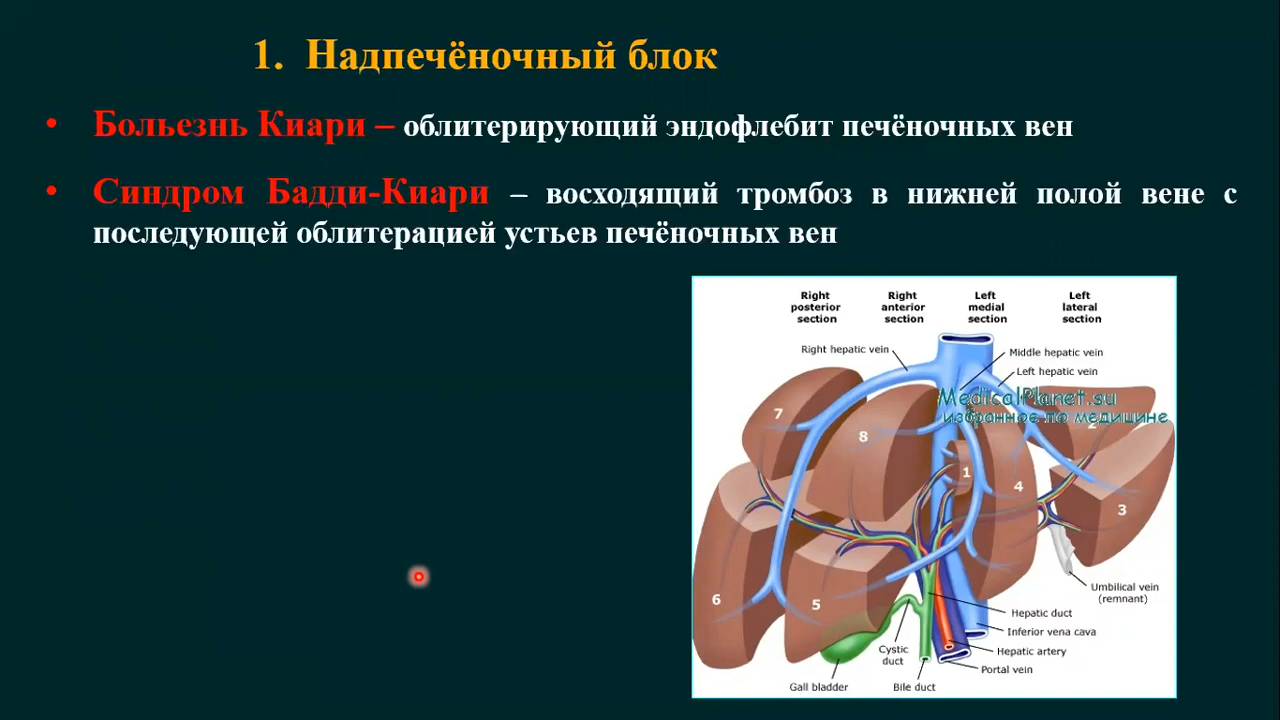 1. Надпечёночный блок
• Больезнь Киари – облитерирующий эндофлебит печёночных вен
• Синдром Бадди-Киари – восходящий тромбоз в нижней полой вене с
последующей облитерацией устьев печёночных вен
Right posterior section
Right anterior section
Left medial section
Left lateral section
Right hepatic vein
Middle hepatic vein
Left hepatic vein
MedicalPlanet.su
избранное по медицине
7
8
2
1
4
3
6
5
Umbilical vein
(remnant)
Hepatic duct
Inferior vena cava
Hepatic artery
Portal vein
Cystic
duct
Gall bladder
Bile duct